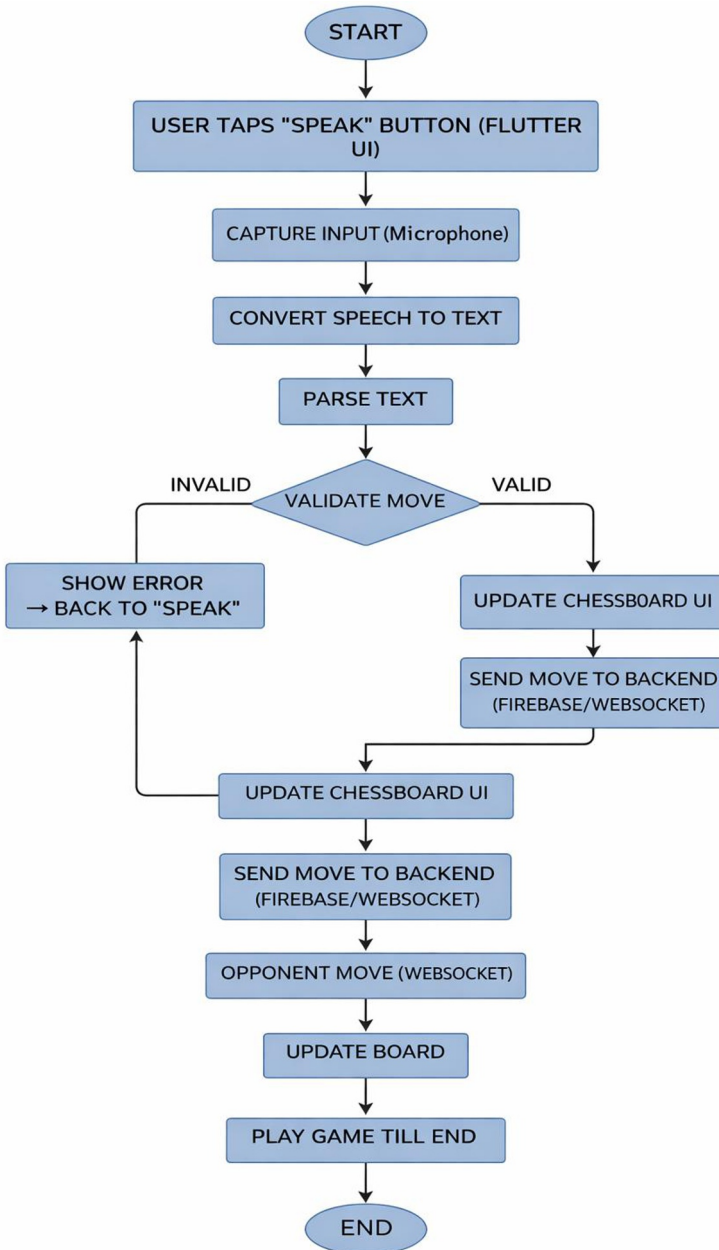 START
USER TAPS "SPEAK" BUTTON (FLUTTER
UI)
CAPTURE INPUT (Microphone)
CONVERT SPEECH TO TEXT
PARSE TEXT
VALIDATE MOVE
INVALID
VALID
SHOW ERROR
→ BACK TO "SPEAK"
UPDATE CHESSBOARD UI
SEND MOVE TO BACKEND
(FIREBASE/WEBSOCKET)
UPDATE CHESSBOARD UI
SEND MOVE TO BACKEND
(FIREBASE/WEBSOCKET)
OPPONENT MOVE (WEBSOCKET)
UPDATE BOARD
PLAY GAME TILL END
END